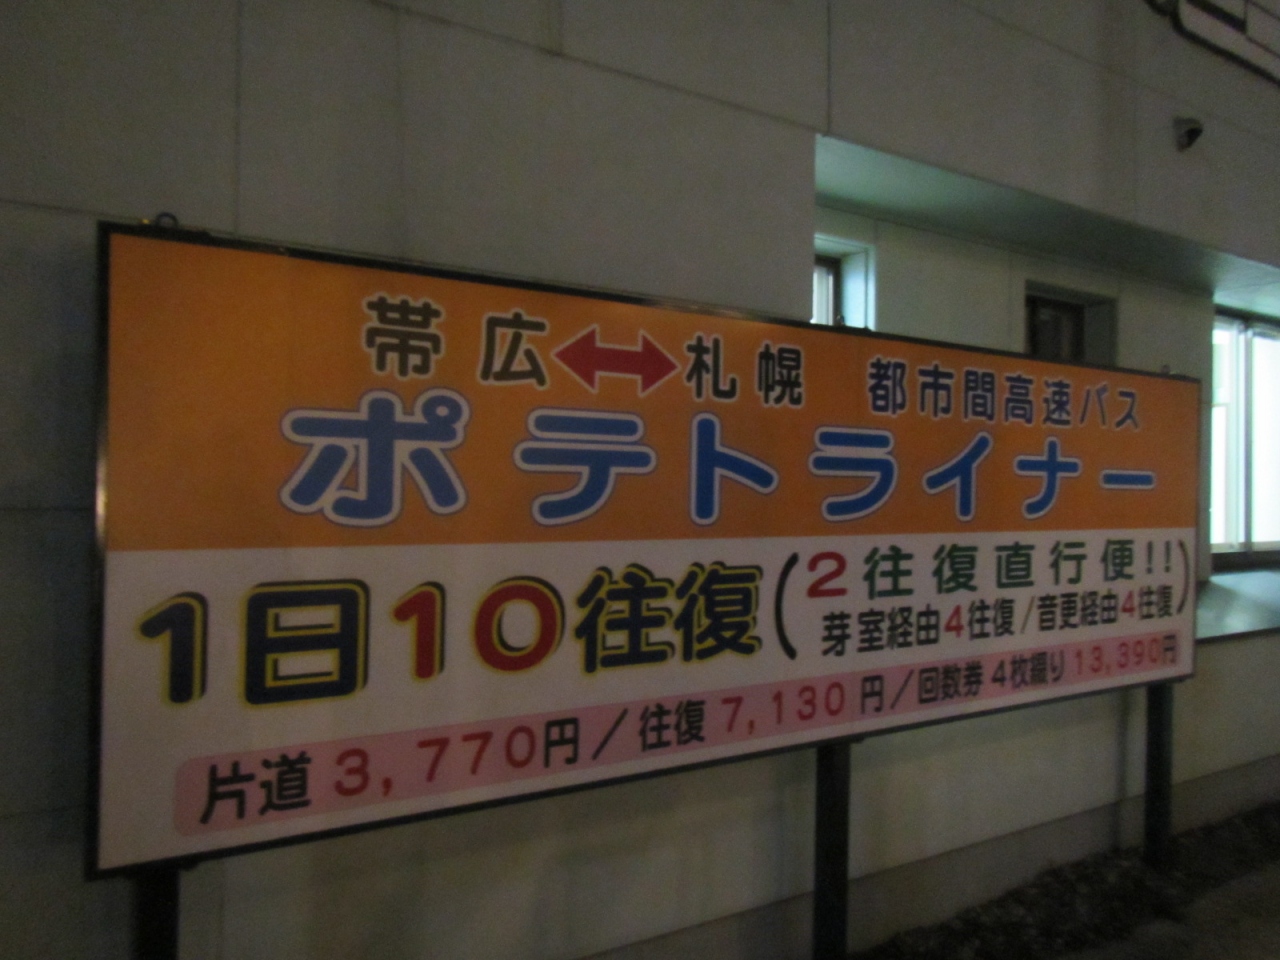 帯広↔札幌 都市間高速バス
ポテトライナー
1日10往復(2往復直行便!!
芽室経由4往復/音更経由4往復)
片道 3,770円/往復 7,130円/回数券 4枚綴り 13,390円